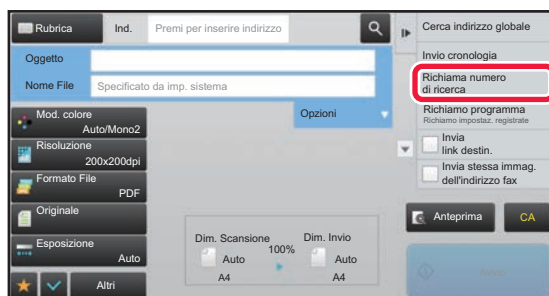 Rubrica
Ind.
Premi per inserire indirizzo
Oggetto
Nome File
Specificato da imp. sistema
Opzioni
Mod. colore
Auto/Mono2
Risoluzione
200x200dpi
Formato File
PDF
Originale
Esposizione
Auto
Altri
Dim. Scansione
100%
Dim. Invio
Auto
Auto
A4
A4
Cerca indirizzo globale
Invio cronologia
Richiama numero
di ricerca
Richiamo programma
Richiamo impostaz. registrate
Invia
link destin.
Invia stessa immag.
dell'indirizzo fax
Anteprima
CA